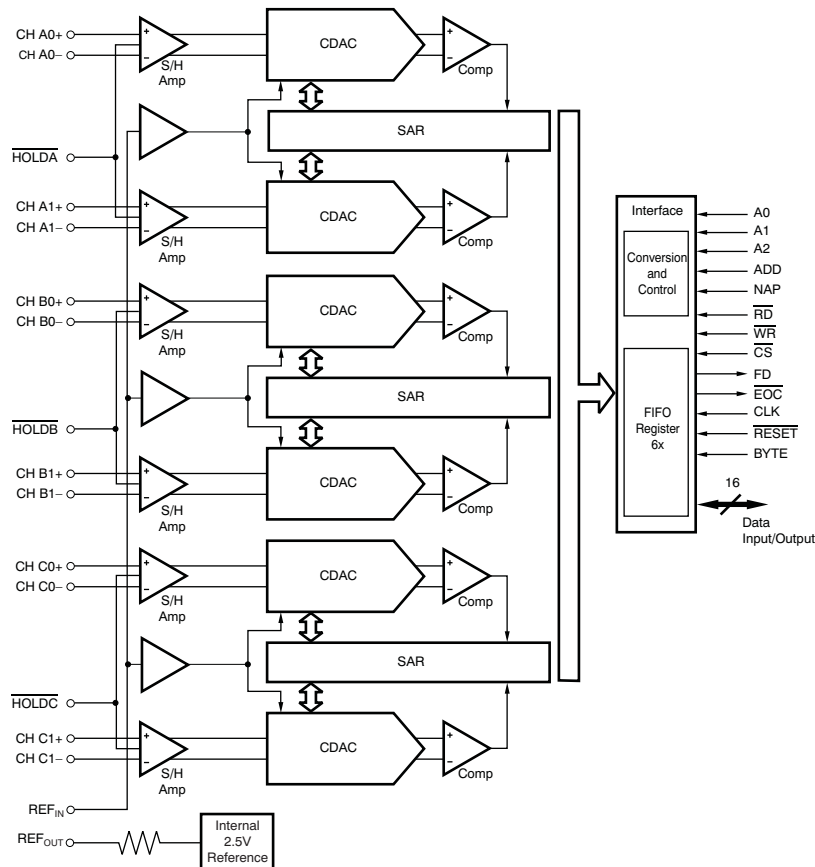 CH A0+
CH A0−
+
−
S/H
Amp
CDAC
+
−
Comp
SAR
HOLDA
CH A1+
CH A1−
+
−
S/H
Amp
CDAC
+
−
Comp
CH B0+
CH B0−
+
−
S/H
Amp
CDAC
+
−
Comp
SAR
HOLDB
CH B1+
CH B1−
+
−
S/H
Amp
CDAC
+
−
Comp
CH C0+
CH C0−
+
−
S/H
Amp
CDAC
+
−
Comp
SAR
HOLDC
CH C1+
CH C1−
+
−
S/H
Amp
CDAC
+
−
Comp
REFIN
REFOUT
Internal
2.5V
Reference
Interface
Conversion
and
Control
FIFO
Register
6x
A0
A1
A2
ADD
NAP
RD
WR
CS
FD
EOC
CLK
RESET
BYTE
16
Data
Input/Output